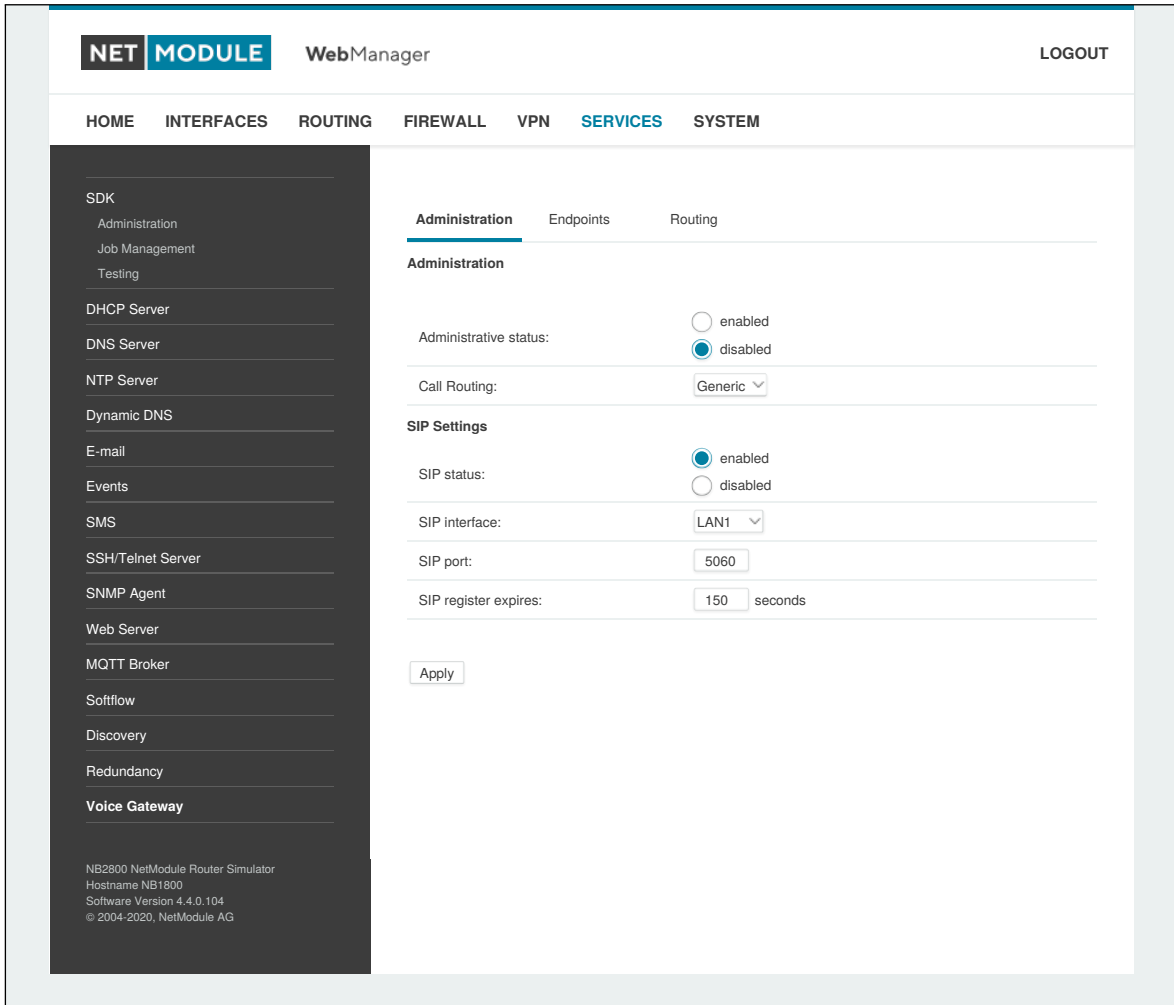 NET MODULE WebManager LOGOUT
HOME INTERFACES ROUTING FIREWALL VPN SERVICES SYSTEM
SDK
Administration
Job Management
Testing
DHCP Server
DNS Server
NTP Server
Dynamic DNS
E-mail
Events
SMS
SSH/Telnet Server
SNMP Agent
Web Server
MQTT Broker
Softflow
Discovery
Redundancy
Voice Gateway
NB2800 NetModule Router Simulator
Hostname NB1800
Software Version 4.4.0.104
© 2004-2020, NetModule AG
Administration Endpoints Routing
Administration
Administrative status:
enabled
disabled
Call Routing: Generic
SIP Settings
SIP status:
enabled
disabled
SIP interface: LAN1
SIP port: 5060
SIP register expires: 150 seconds
Apply